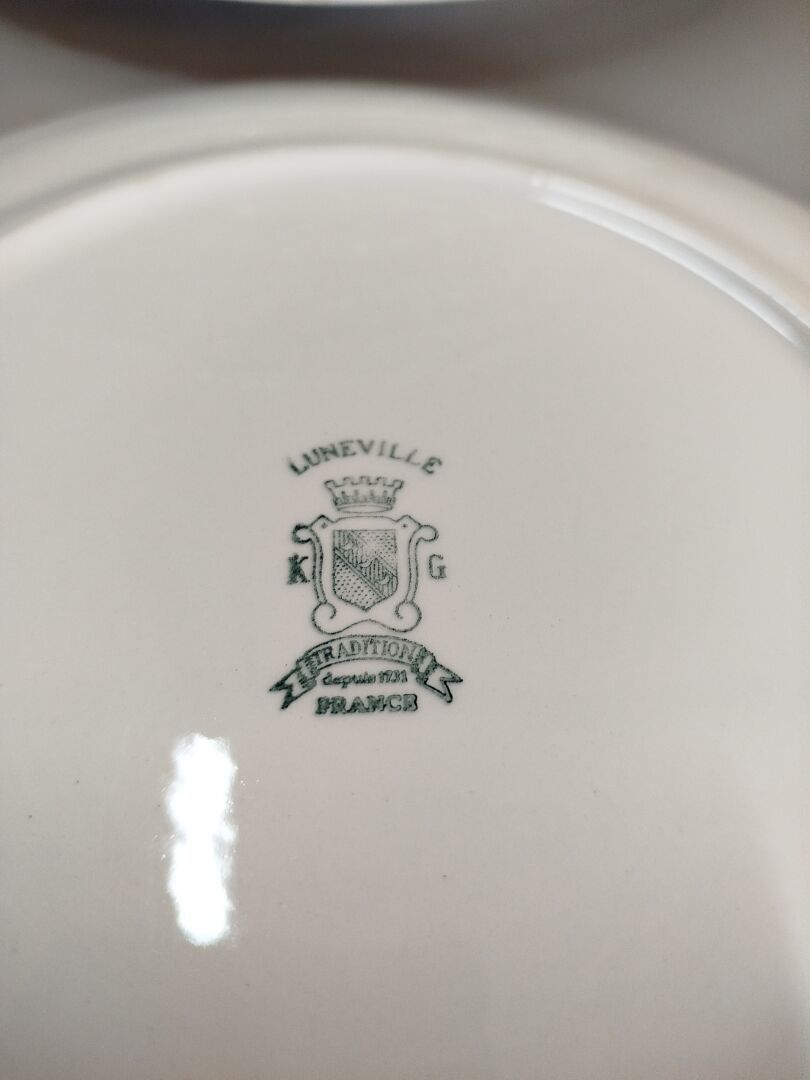 LUNEVILLE
K G
TRADITION
depuis 1731
FRANCE